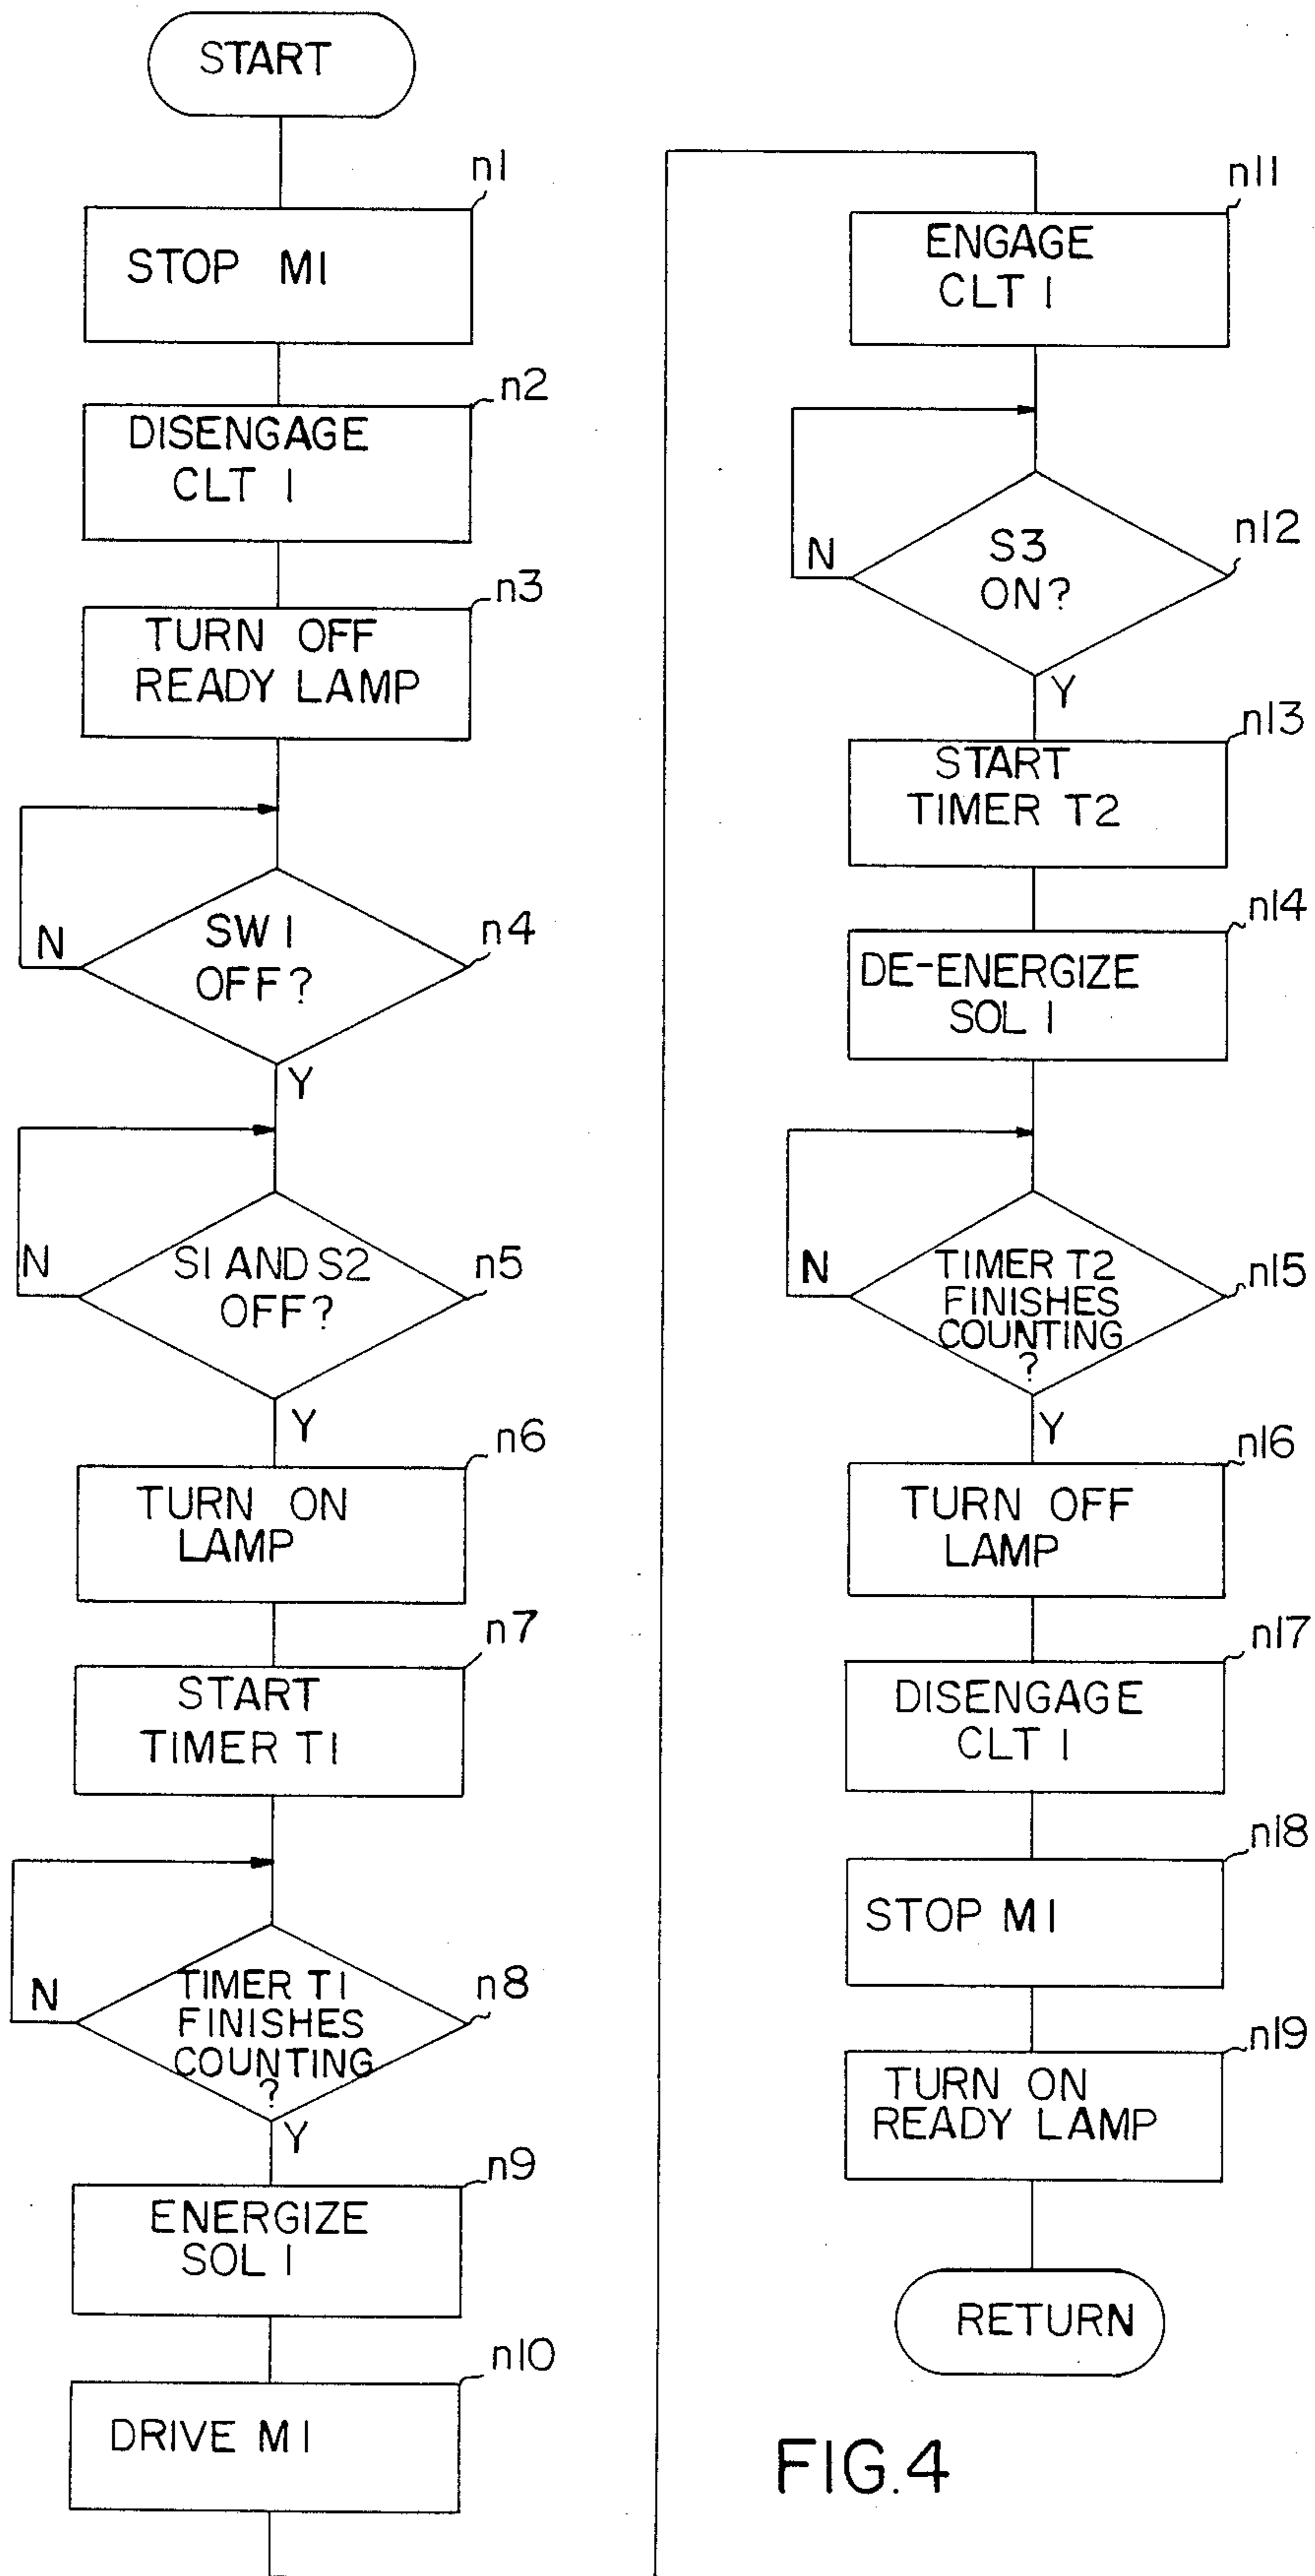 START
n1
STOP M1
n2
DISENGAGE
CLT 1
n3
TURN OFF
READY LAMP
n4
SW 1
OFF?
N
Y
n5
S1 AND S2
OFF?
N
Y
n6
TURN ON
LAMP
n7
START
TIMER T1
n8
TIMER T1
FINISHES
COUNTING
?
N
Y
n9
ENERGIZE
SOL 1
n10
DRIVE M1
n11
ENGAGE
CLT 1
n12
S3
ON?
N
Y
n13
START
TIMER T2
n14
DE-ENERGIZE
SOL 1
n15
TIMER T2
FINISHES
COUNTING
?
N
Y
n16
TURN OFF
LAMP
n17
DISENGAGE
CLT 1
n18
STOP M1
n19
TURN ON
READY LAMP
RETURN
FIG.4